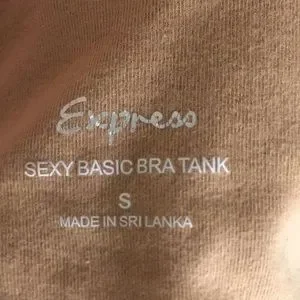 Express
SEXY BASIC BRA TANK
S
MADE IN SRI LANKA